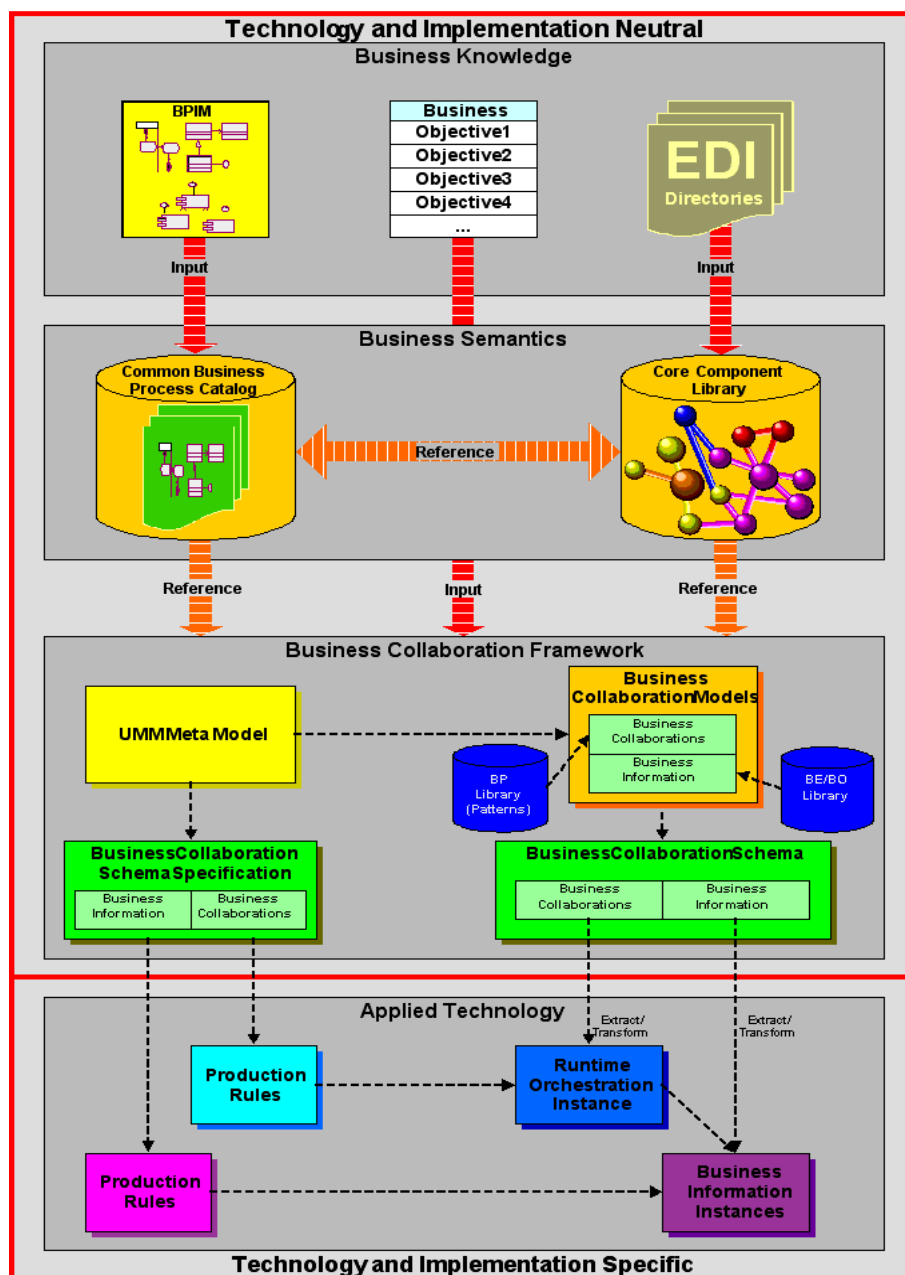 Technology and Implementation Neutral
Business Knowledge
BPIM
Business
Objective1
Objective2
Objective3
Objective4
...
EDI
Directories
Input
Input
Business Semantics
Common Business
Process Catalog
Core Component
Library
Reference
Reference
Input
Reference
Business Collaboration Framework
UMMMeta Model
Business
CollaborationModels
Business
Collaborations
Business
Information
BP
Library
(Patterns)
BE/BO
Library
BusinessCollaboration
SchemaSpecification
Business
Information
Business
Collaborations
BusinessCollaborationSchema
Business
Collaborations
Business
Information
Applied Technology
Extract/
Transform
Extract/
Transform
Production
Rules
Runtime
Orchestration
Instance
Production
Rules
Business
Information
Instances
Technology and Implementation Specific